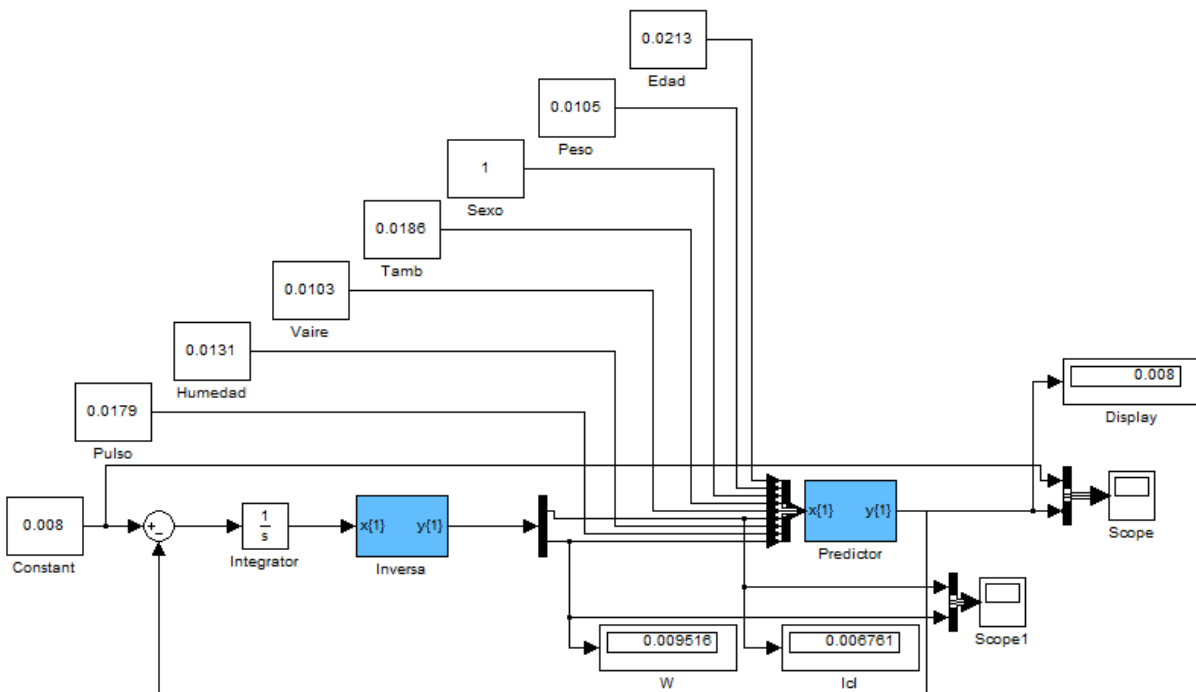 0.0213
Edad
0.0105
Peso
1
Sexo
0.0186
Tamb
0.0103
Vaire
0.0131
Humedad
0.0179
Pulso
0.008
Display
0.008
Constant
+
−
1
s
Integrator
x{1} y{1}
Inversa
x{1} y{1}
Predictor
Scope
Scope1
0.009516
W
0.006761
Icl